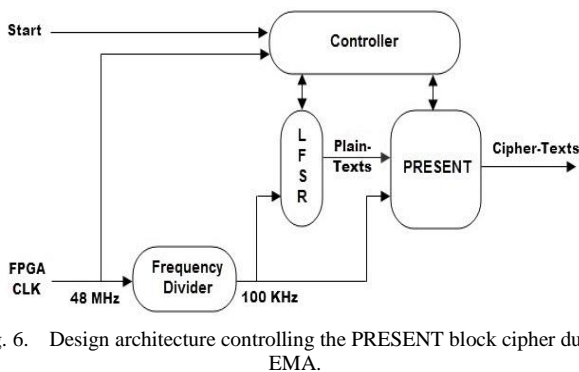 Start
Controller
L
F
S
R
Plain-
Texts
PRESENT
Cipher-Texts
FPGA
CLK
48 MHz
Frequency
Divider
100 KHz
g. 6. Design architecture controlling the PRESENT block cipher du
EMA.